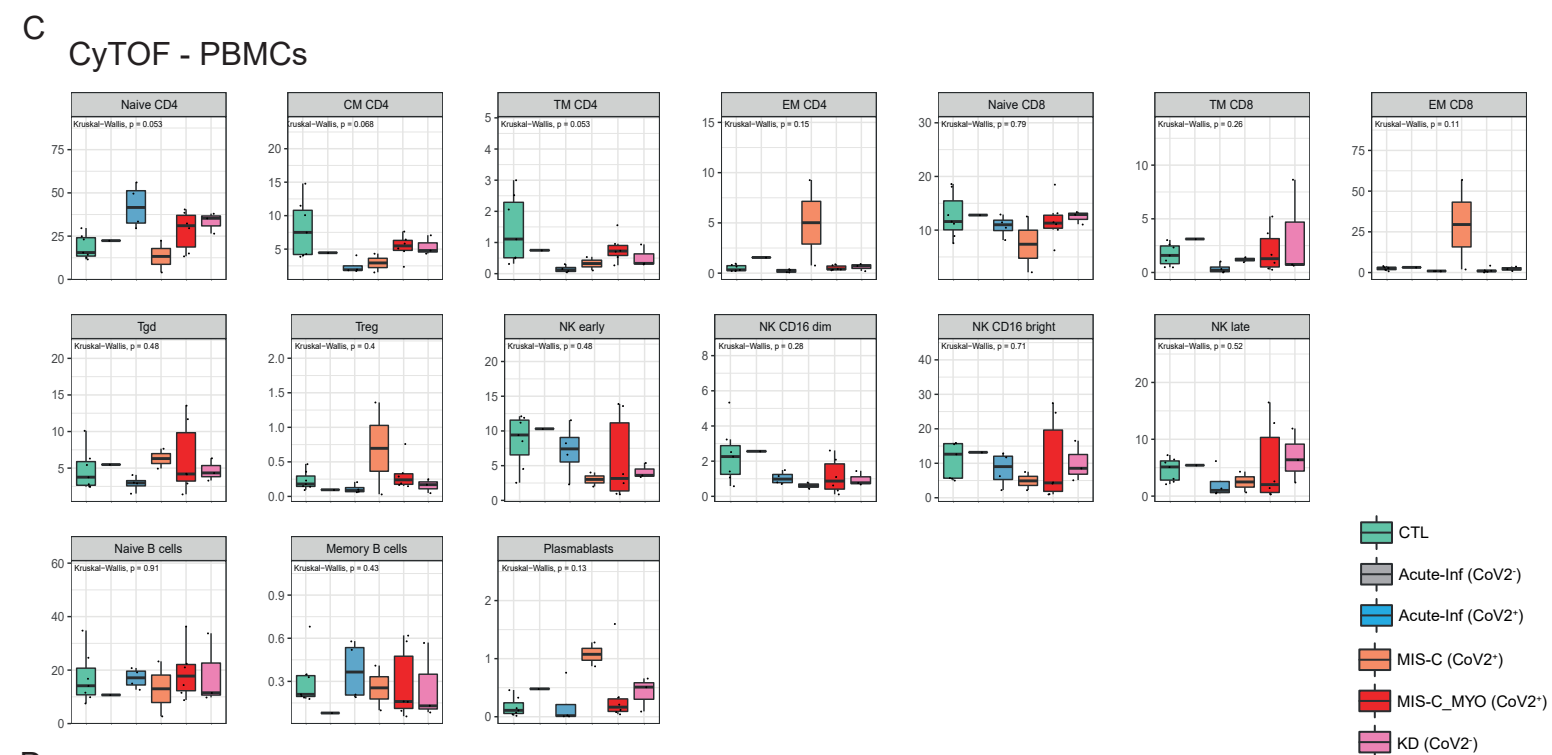 C
CyTOF - PBMCs
Naive CD4
Kruskal−Wallis, p = 0.053
75
50
25
0
CM CD4
kruskal−Wallis, p = 0.068
20
15
10
5
TM CD4
Kruskal−Wallis, p = 0.053
5
4
3
2
1
0
EM CD4
Kruskal−Wallis, p = 0.15
15
10
5
0
Naive CD8
Kruskal−Wallis, p = 0.79
30
20
10
TM CD8
Kruskal−Wallis, p = 0.26
10
5
0
EM CD8
Kruskal−Wallis, p = 0.11
75
50
25
0
Tgd
Kruskal−Wallis, p = 0.48
20
15
10
5
Treg
Kruskal−Wallis, p = 0.4
2.0
1.5
1.0
0.5
0.0
NK early
Kruskal−Wallis, p = 0.48
20
15
10
5
0
NK CD16 dim
Kruskal−Wallis, p = 0.28
8
6
4
2
0
NK CD16 bright
Kruskal−Wallis, p = 0.71
40
30
20
10
0
NK late
Kruskal−Wallis, p = 0.52
20
10
0
Naive B cells
Kruskal−Wallis, p = 0.91
60
40
20
0
Memory B cells
Kruskal−Wallis, p = 0.43
0.9
0.6
0.3
Plasmablasts
Kruskal−Wallis, p = 0.13
2
1
0
CTL
Acute-Inf (CoV2⁻)
Acute-Inf (CoV2⁺)
MIS-C (CoV2⁺)
MIS-C_MYO (CoV2⁺)
KD (CoV2⁻)